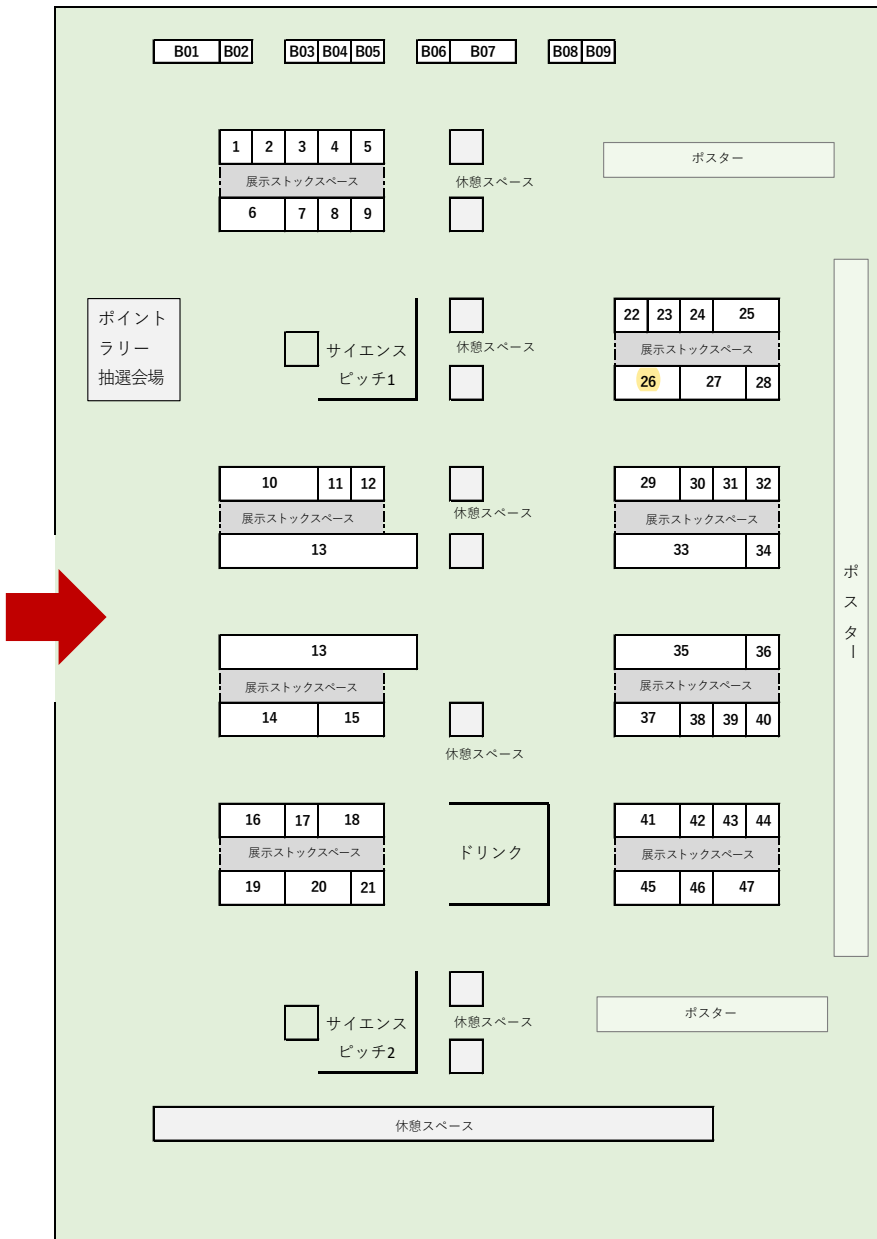 B01 B02 B03 B04 B05 B06 B07 B08 B09
1 2 3 4 5
展示ストックスペース
6 7 8 9
休憩スペース
ポスター
ポイント
ラリー
抽選会場
サイエンス
ピッチ1
休憩スペース
22 23 24 25
展示ストックスペース
26 27 28
10 11 12
展示ストックスペース
13
休憩スペース
29 30 31 32
展示ストックスペース
33 34
ポスター
13
展示ストックスペース
14 15
休憩スペース
35 36
展示ストックスペース
37 38 39 40
16 17 18
展示ストックスペース
19 20 21
ドリンク
41 42 43 44
展示ストックスペース
45 46 47
サイエンス
ピッチ2
休憩スペース
ポスター
休憩スペース